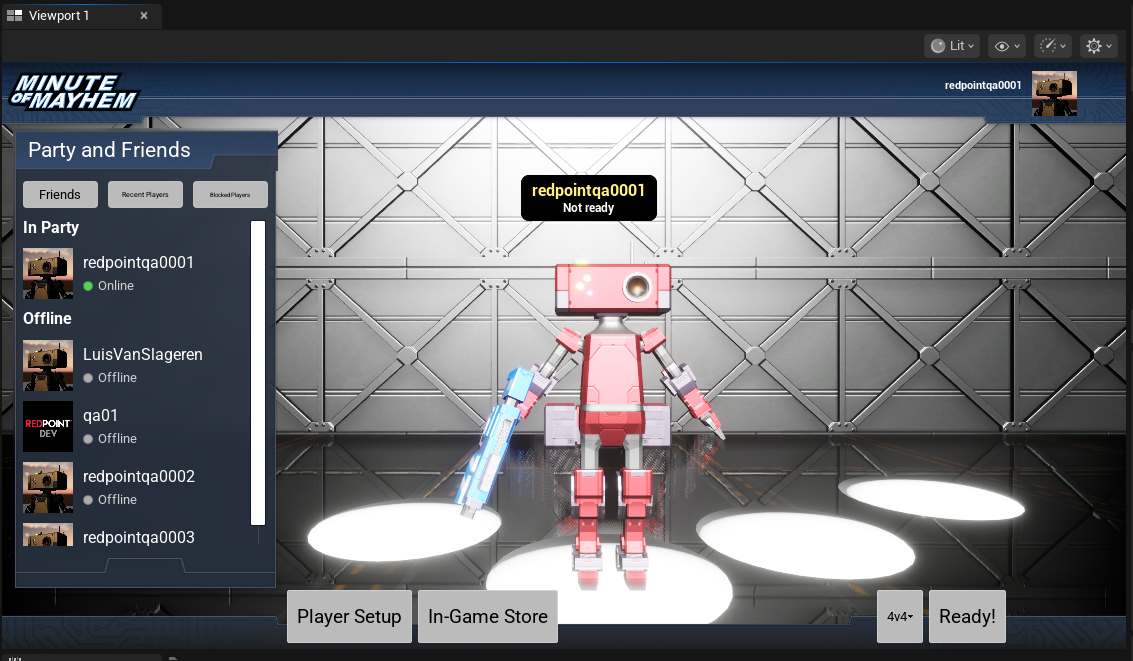 Viewport 1
Lit
MINUTE
OF MAYHEM
redpointqa0001
Party and Friends
Friends
Recent Players
Blocked Players
In Party
redpointqa0001
Online
Offline
LuisVanSlageren
Offline
REDPOINT
DEV
qa01
Offline
redpointqa0002
Offline
redpointqa0003
redpointqa0001
Not ready
Player Setup
In-Game Store
4v4
Ready!